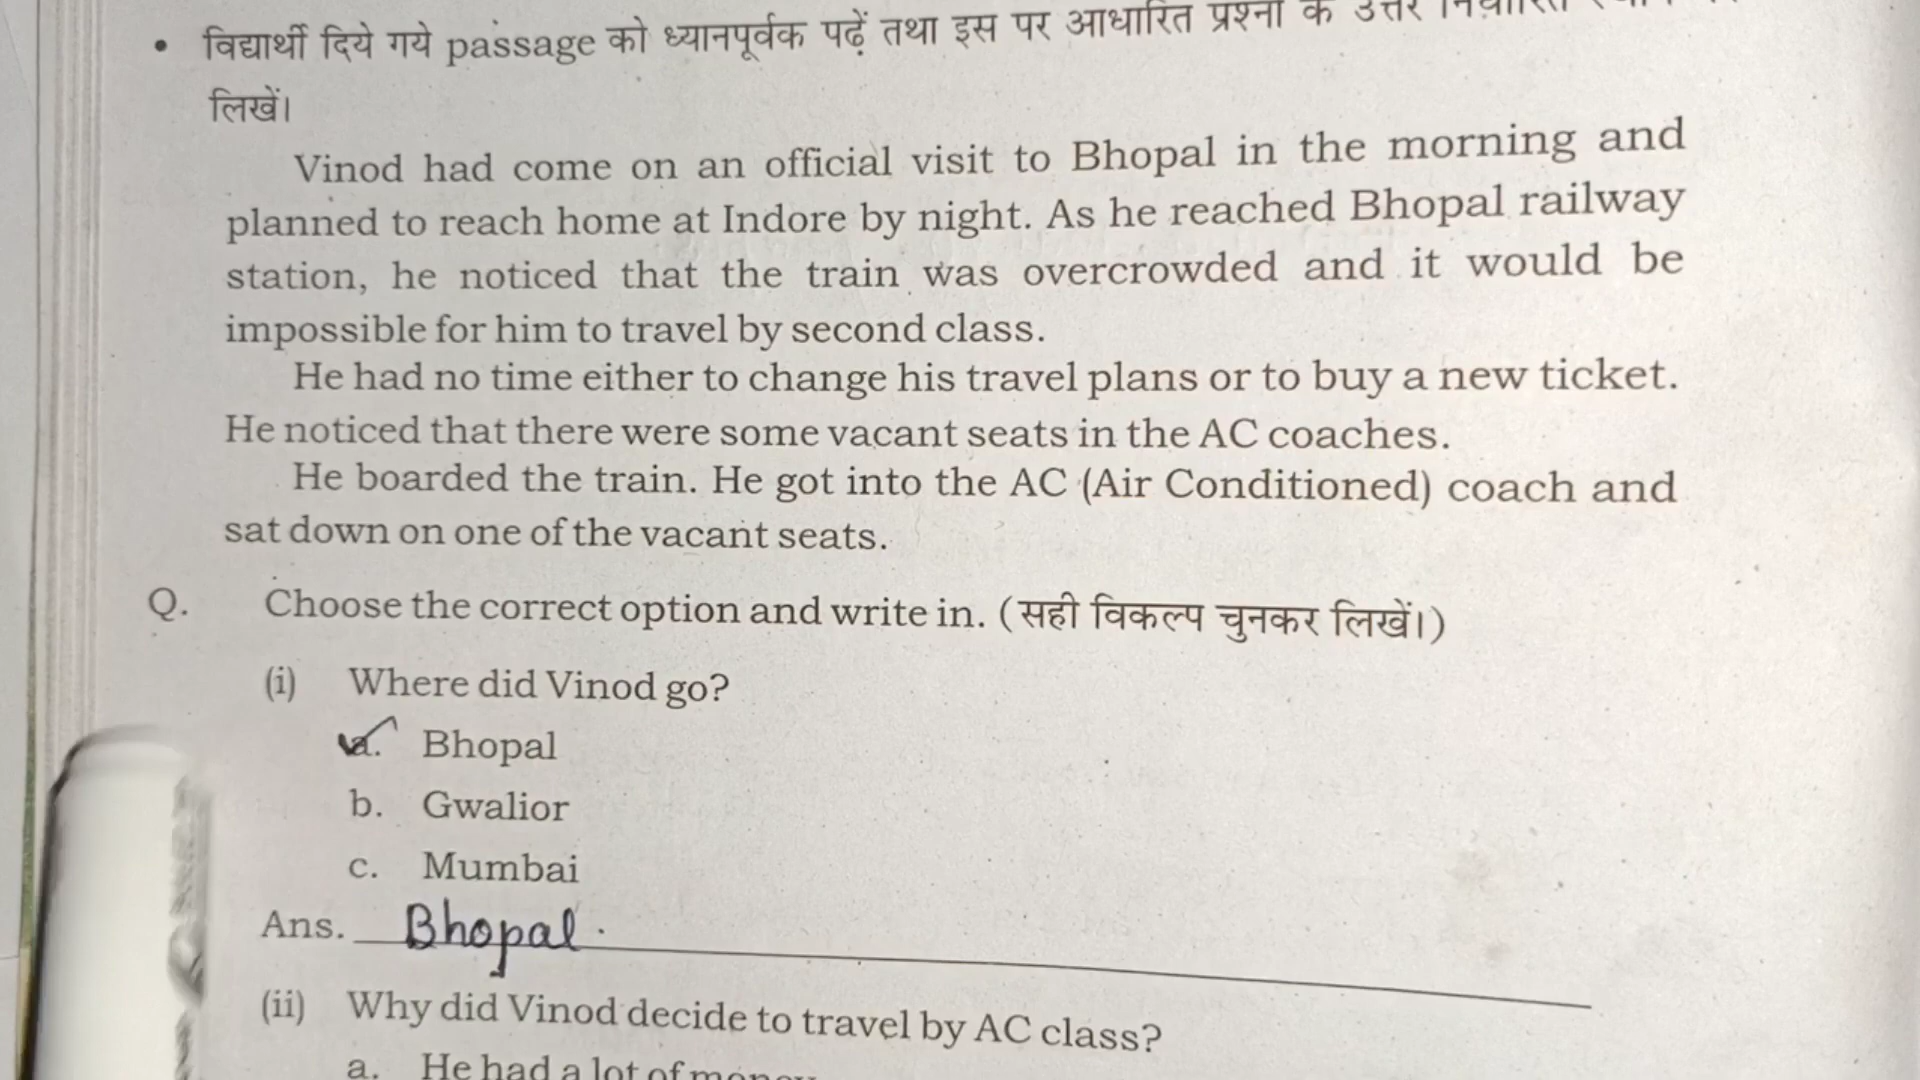 • विद्यार्थी दिये गये passage को ध्यानपूर्वक पढ़ें तथा इस पर आधारित प्रश्नों के उत्तर
लिखें।
Vinod had come on an official visit to Bhopal in the morning and
planned to reach home at Indore by night. As he reached Bhopal railway
station, he noticed that the train was overcrowded and it would be
impossible for him to travel by second class.
He had no time either to change his travel plans or to buy a new ticket.
He noticed that there were some vacant seats in the AC coaches.
He boarded the train. He got into the AC (Air Conditioned) coach and
sat down on one of the vacant seats.
Q. Choose the correct option and write in. (सही विकल्प चुनकर लिखें।)
(i) Where did Vinod go?
a. Bhopal
b. Gwalior
c. Mumbai
Ans. Bhopal.
(ii) Why did Vinod decide to travel by AC class?
a. He had a lot of money